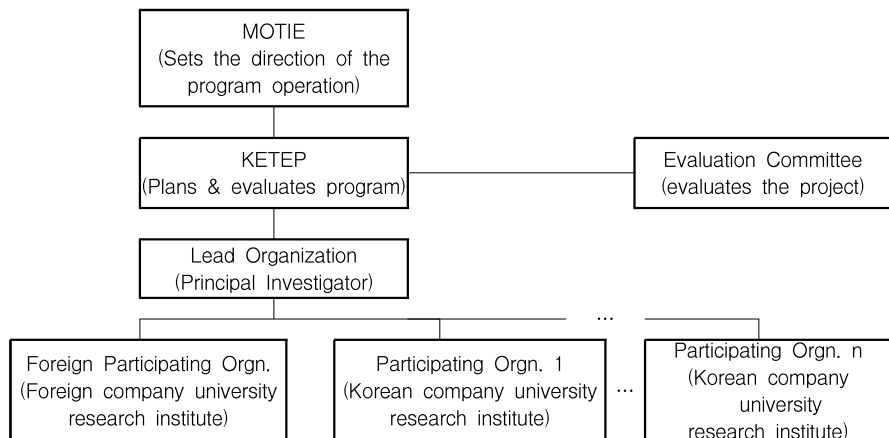 MOTIE
(Sets the direction of the
program operation)
KETEP
(Plans & evaluates program)
Evaluation Committee
(evaluates the project)
Lead Organization
(Principal Investigator)
...
Foreign Participating Orgn.
(Foreign company university
research institute)
Participating Orgn. 1
(Korean company university
research institute)
...
Participating Orgn. n
(Korean company
university
research institute)